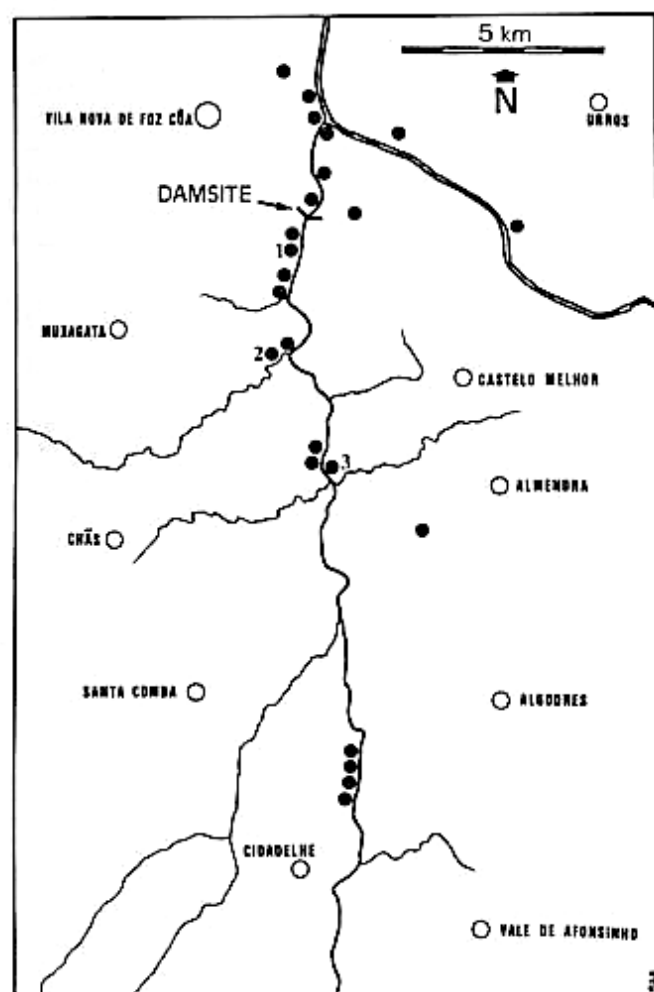 5 km
N
VILA NOVA DE FOZ CÔA
URROS
DAMSITE
1
MUXAGATA
2
CASTELO MELHOR
3
ALMENDRA
CHÃS
SANTA COMBA
ALGODRES
CIDADELHE
VALE DE AFONSINHO